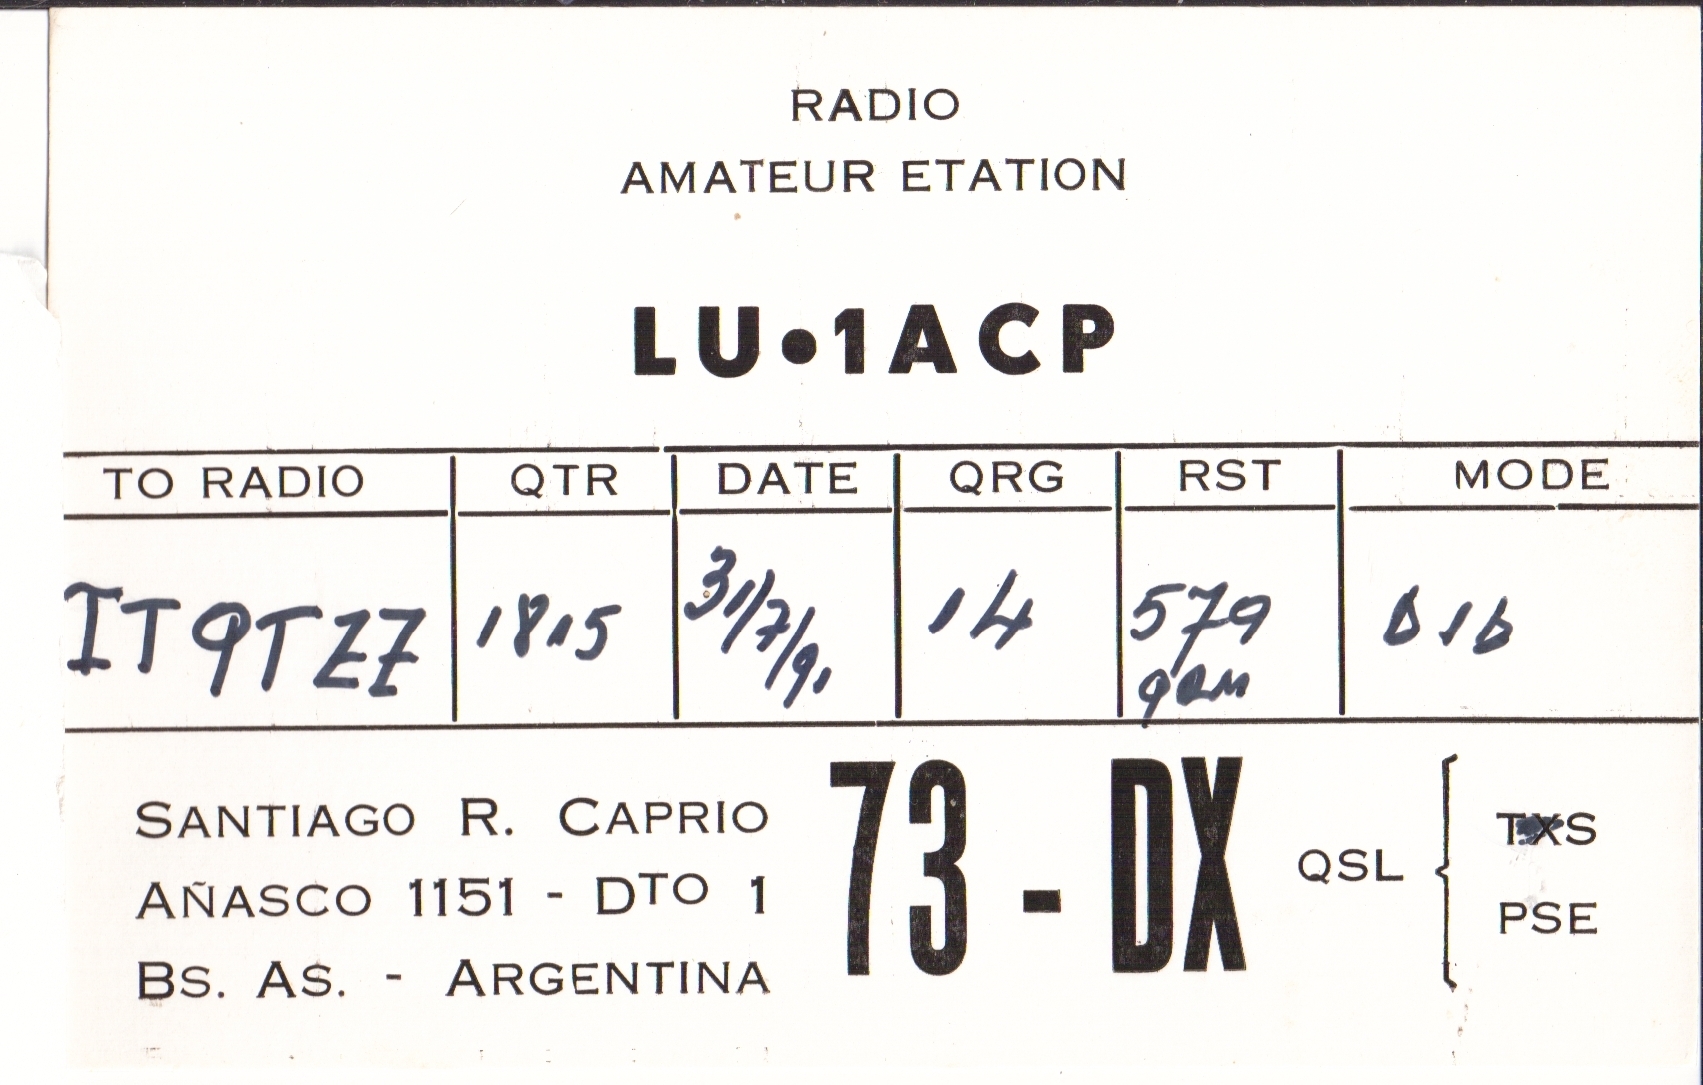 RADIO
AMATEUR ETATION
LU•1ACP
TO RADIO QTR DATE QRG RST MODE
IT9TZZ 1815 31/7/91 14 579
QRM
SANTIAGO R. CAPRIO
AÑASCO 1151 - DTO 1
BS. AS. - ARGENTINA
73 - DX
QSL
TXS
PSE